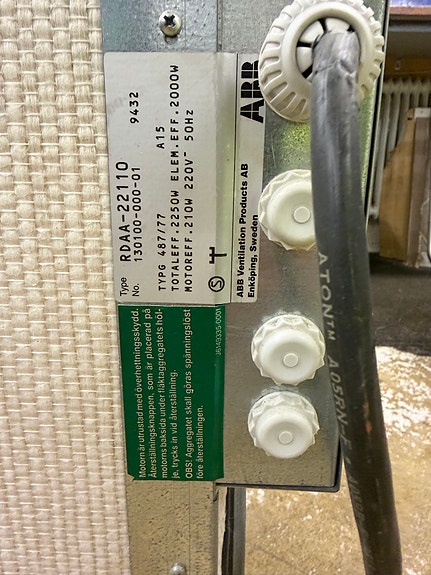 Type RDAA-22110
No. 130100-000-01 9432
TYPG 487/77 A15
TOTALEFF.2250W ELEM.EFF.2000W
MOTOREFF.210W 220V~ 50Hz
S T
ABB
ABB Ventilation Products AB
Enköping, Sweden
Motorn är utrustad med överhettningsskydd.
Återställningsknappen, som är placerad på
motorns baksida under fläktaggregatets höl-
je, trycks in vid återställning.
OBS! Aggregatet skall göras spänningslöst
före återställningen.